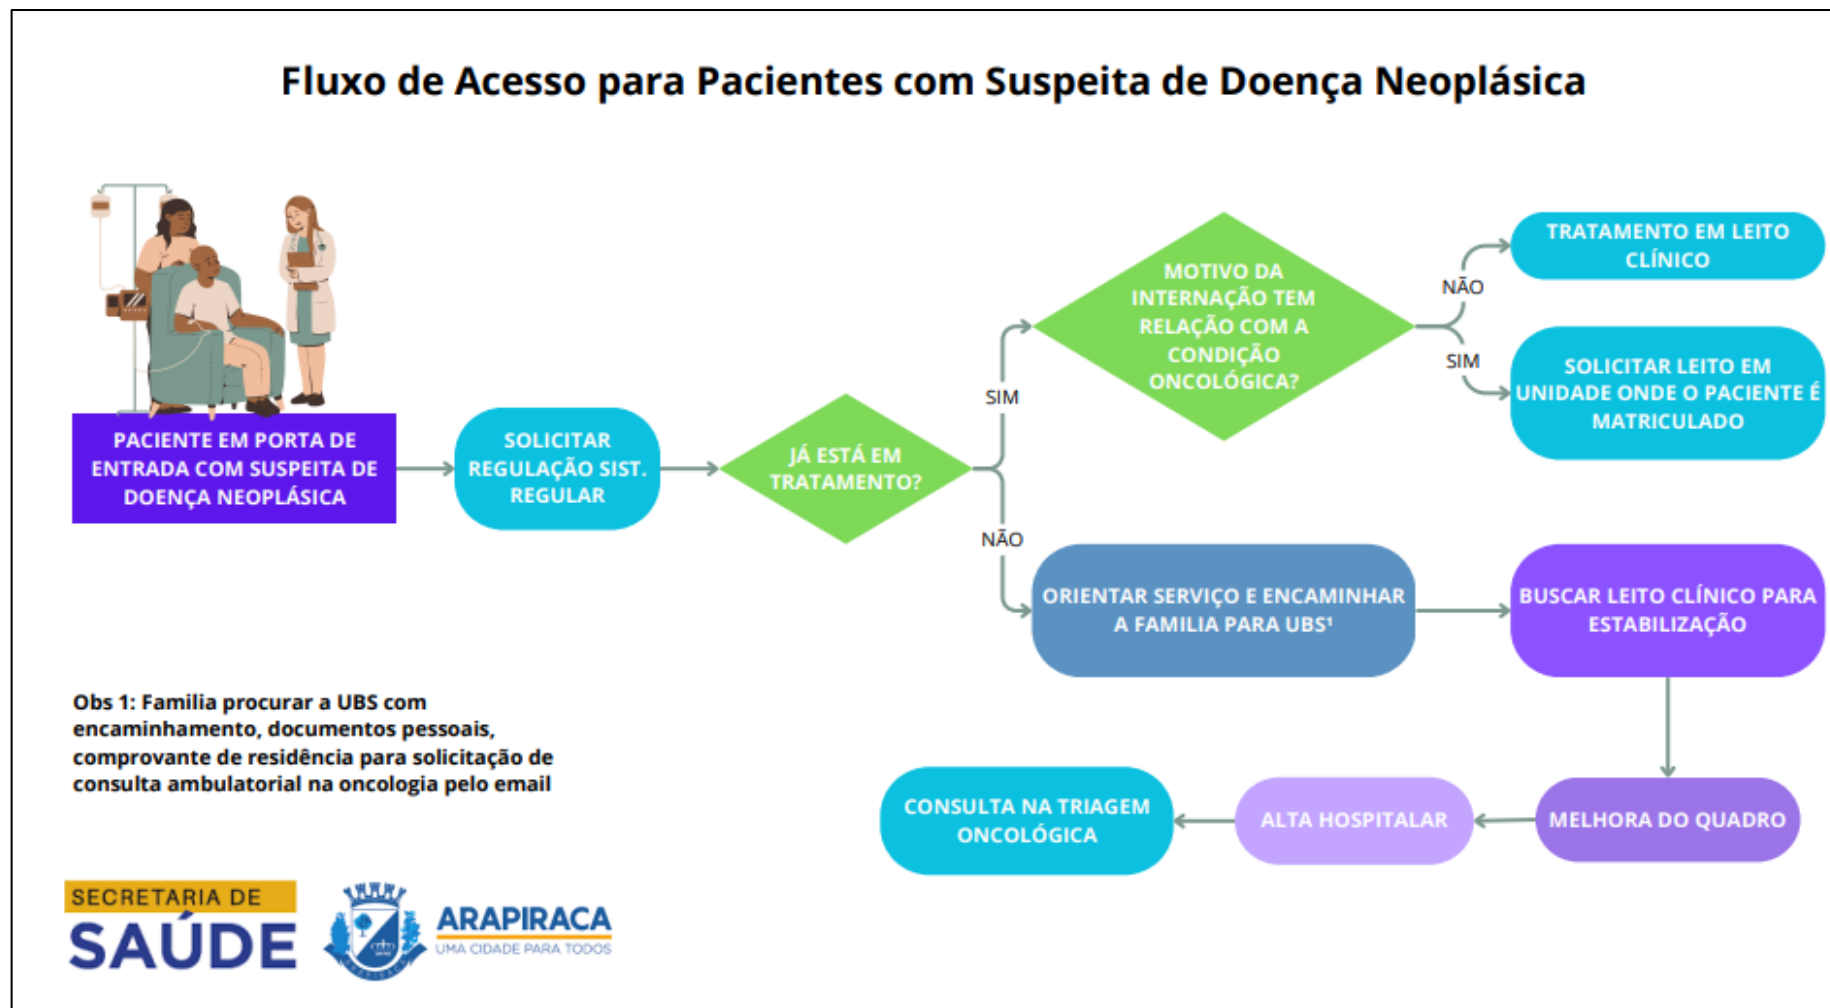 Fluxo de Acesso para Pacientes com Suspeita de Doença Neoplásica
PACIENTE EM PORTA DE
ENTRADA COM SUSPEITA DE
DOENÇA NEOPLÁSICA
SOLICITAR
REGULAÇÃO SIST.
REGULAR
JÁ ESTÁ EM
TRATAMENTO?
SIM
NÃO
MOTIVO DA
INTERNAÇÃO TEM
RELAÇÃO COM A
CONDIÇÃO
ONCOLÓGICA?
NÃO
SIM
TRATAMENTO EM LEITO
CLÍNICO
SOLICITAR LEITO EM
UNIDADE ONDE O PACIENTE É
MATRICULADO
ORIENTAR SERVIÇO E ENCAMINHAR
A FAMILIA PARA UBS¹
BUSCAR LEITO CLÍNICO PARA
ESTABILIZAÇÃO
MELHORA DO QUADRO
ALTA HOSPITALAR
CONSULTA NA TRIAGEM
ONCOLÓGICA
Obs 1: Familia procurar a UBS com
encaminhamento, documentos pessoais,
comprovante de residência para solicitação de
consulta ambulatorial na oncologia pelo email
SECRETARIA DE
SAÚDE
ARAPIRACA
UMA CIDADE PARA TODOS